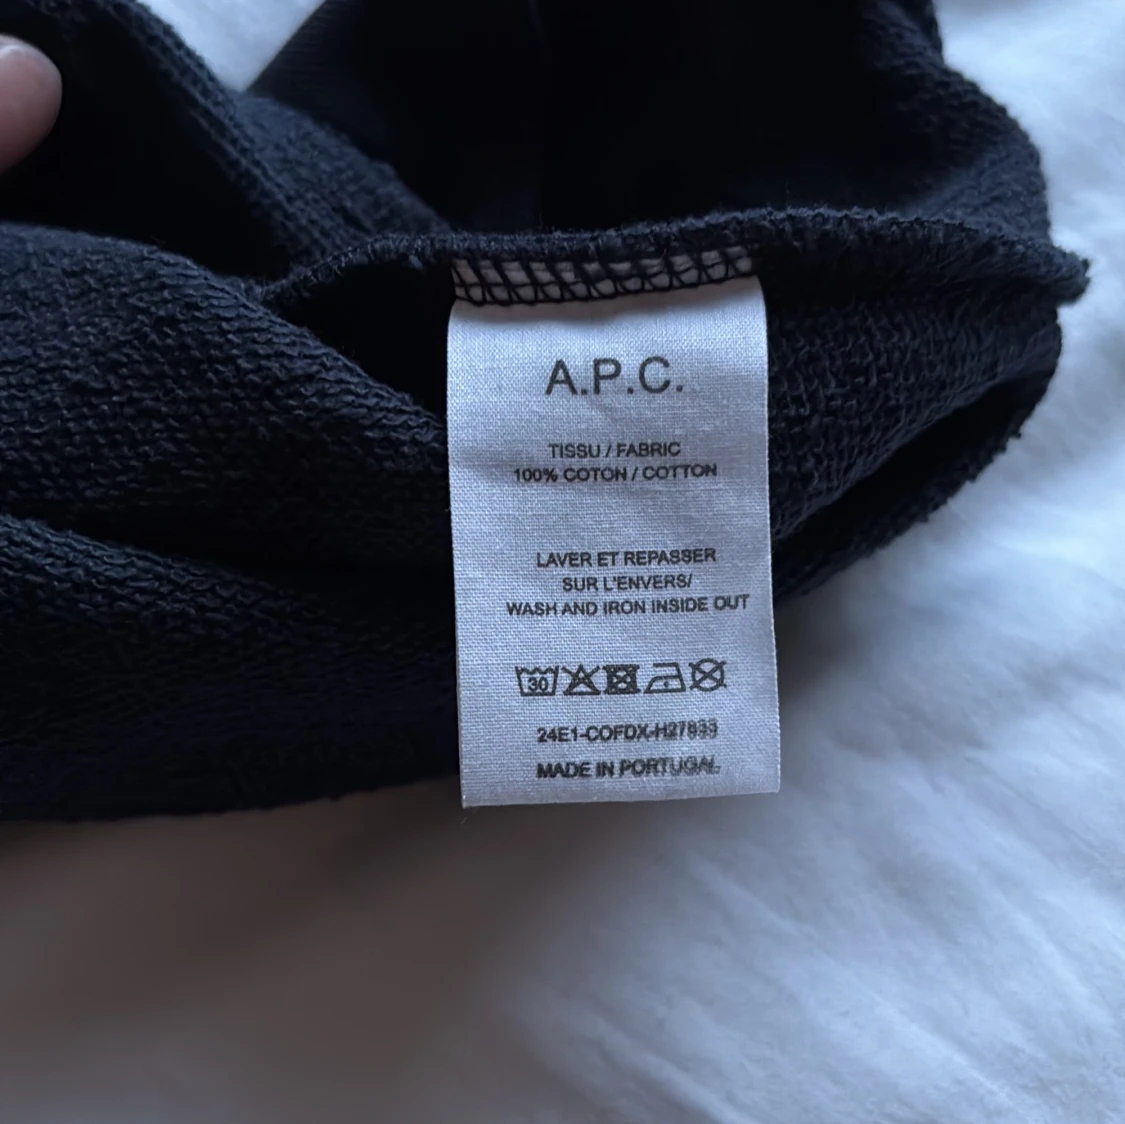 A.P.C.
TISSU / FABRIC
100% COTON / COTTON
LAVER ET REPASSER
SUR L'ENVERS/
WASH AND IRON INSIDE OUT
30
24E1-COFDX-H27833
MADE IN PORTUGAL